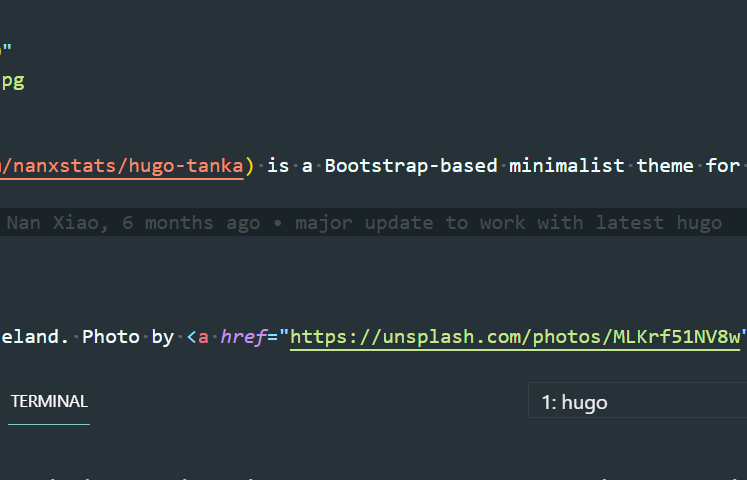 "
pg
/nanxstats/hugo-tanka) is a Bootstrap-based minimalist theme for
Nan Xiao, 6 months ago • major update to work with latest hugo
eland. Photo by <a href="https://unsplash.com/photos/MLKrf51NV8w"
TERMINAL
1: hugo